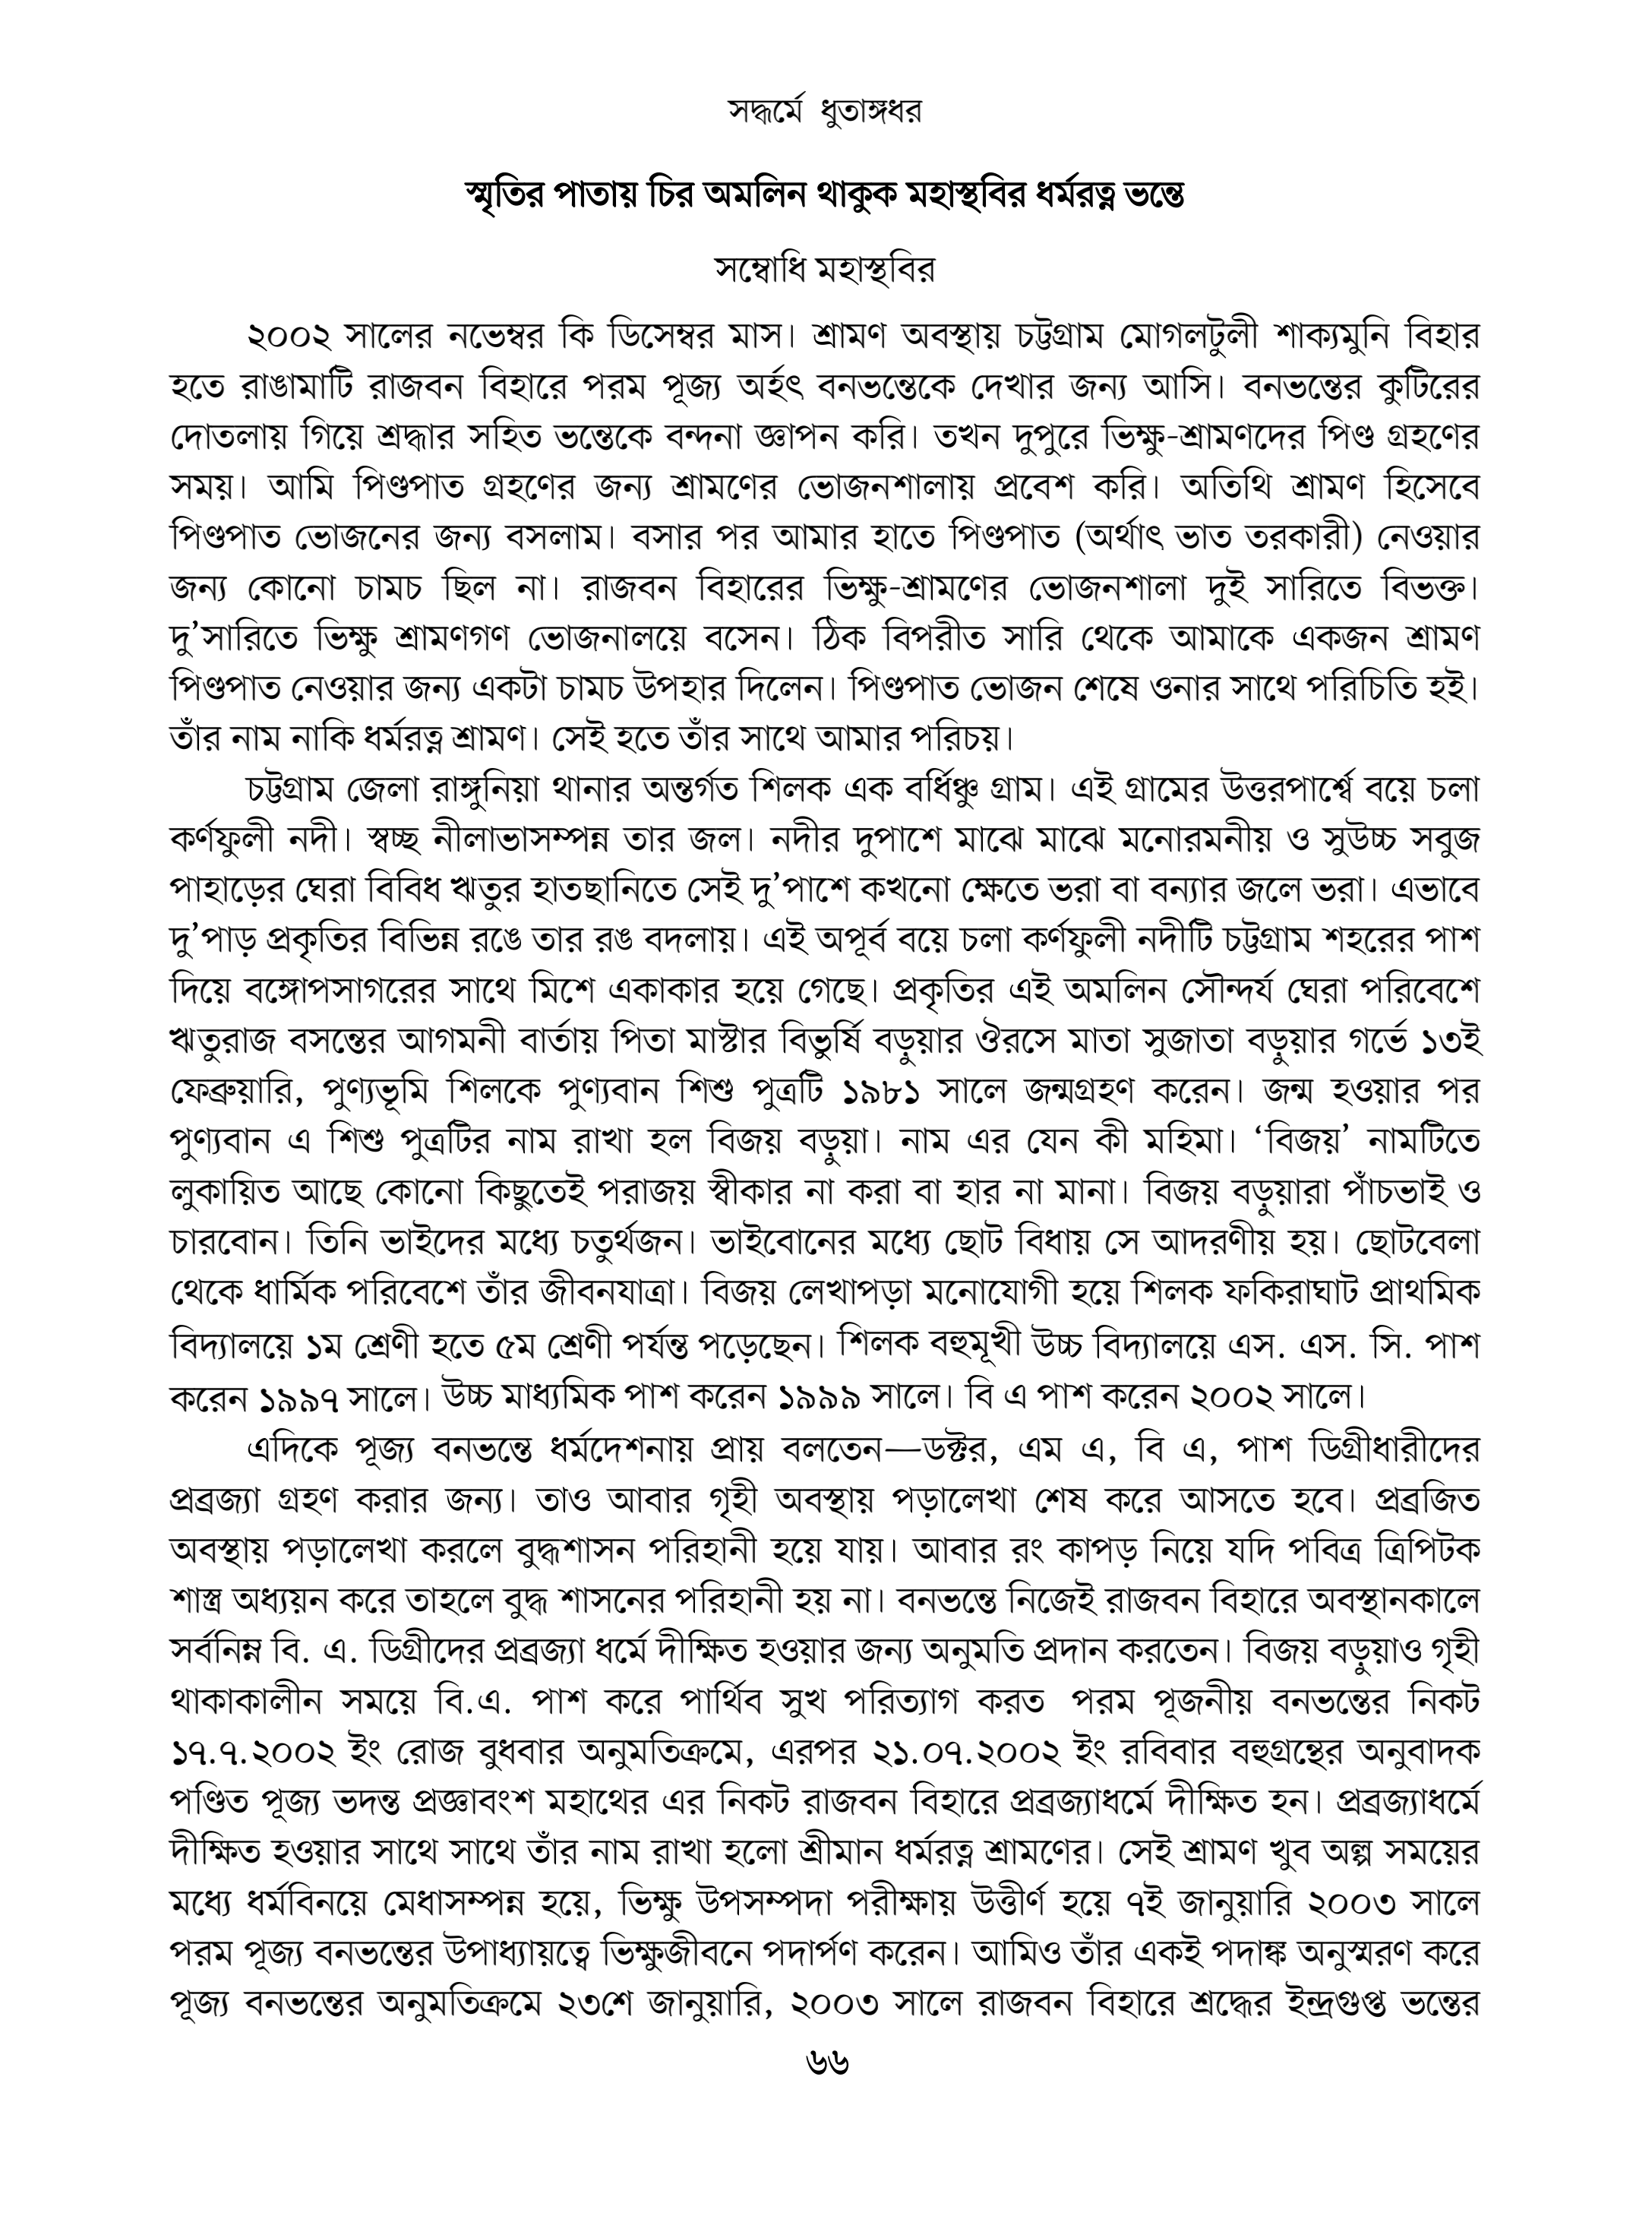 সদ্ধর্মে ধুতাঙ্গধর
স্মৃতির পাতায় চির অমলিন থাকুক মহাস্থবির ধর্মরত্ন ভন্তে
সম্বোধি মহাস্থবির
২০০২ সালের নভেম্বর কি ডিসেম্বর মাস। শ্রামণ অবস্থায় চট্টগ্রাম মোগলটুলী শাক্যমুনি বিহার
হতে রাঙামাটি রাজবন বিহারে পরম পূজ্য অর্হৎ বনভন্তেকে দেখার জন্য আসি। বনভন্তের কুটিরের
দোতলায় গিয়ে শ্রদ্ধার সহিত ভন্তেকে বন্দনা জ্ঞাপন করি। তখন দুপুরে ভিক্ষু-শ্রামণদের পিণ্ড গ্রহণের
সময়। আমি পিণ্ডপাত গ্রহণের জন্য শ্রামণের ভোজনশালায় প্রবেশ করি। অতিথি শ্রামণ হিসেবে
পিণ্ডপাত ভোজনের জন্য বসলাম। বসার পর আমার হাতে পিণ্ডপাত (অর্থাৎ ভাত তরকারী) নেওয়ার
জন্য কোনো চামচ ছিল না। রাজবন বিহারের ভিক্ষু-শ্রামণের ভোজনশালা দুই সারিতে বিভক্ত।
দু’সারিতে ভিক্ষু শ্রামণগণ ভোজনালয়ে বসেন। ঠিক বিপরীত সারি থেকে আমাকে একজন শ্রামণ
পিণ্ডপাত নেওয়ার জন্য একটা চামচ উপহার দিলেন। পিণ্ডপাত ভোজন শেষে ওনার সাথে পরিচিতি হই।
তাঁর নাম নাকি ধর্মরত্ন শ্রামণ। সেই হতে তাঁর সাথে আমার পরিচয়।
চট্টগ্রাম জেলা রাঙ্গুনিয়া থানার অন্তর্গত শিলক এক বর্ধিঞ্চু গ্রাম। এই গ্রামের উত্তরপার্শ্বে বয়ে চলা
কর্ণফুলী নদী। স্বচ্ছ নীলাভাসম্পন্ন তার জল। নদীর দুপাশে মাঝে মাঝে মনোরমনীয় ও সুউচ্চ সবুজ
পাহাড়ের ঘেরা বিবিধ ঋতুর হাতছানিতে সেই দু’পাশে কখনো ক্ষেতে ভরা বা বন্যার জলে ভরা। এভাবে
দু’পাড় প্রকৃতির বিভিন্ন রঙে তার রঙ বদলায়। এই অপূর্ব বয়ে চলা কর্ণফুলী নদীটি চট্টগ্রাম শহরের পাশ
দিয়ে বঙ্গোপসাগরের সাথে মিশে একাকার হয়ে গেছে। প্রকৃতির এই অমলিন সৌন্দর্য ঘেরা পরিবেশে
ঋতুরাজ বসন্তের আগমনী বার্তায় পিতা মাস্টার বিভুর্ষি বড়ুয়ার ঔরসে মাতা সুজাতা বড়ুয়ার গর্ভে ১৩ই
ফেব্রুয়ারি, পুণ্যভূমি শিলকে পুণ্যবান শিশু পুত্রটি ১৯৮১ সালে জন্মগ্রহণ করেন। জন্ম হওয়ার পর
পুণ্যবান এ শিশু পুত্রটির নাম রাখা হল বিজয় বড়ুয়া। নাম এর যেন কী মহিমা। ‘বিজয়’ নামটিতে
লুকায়িত আছে কোনো কিছুতেই পরাজয় স্বীকার না করা বা হার না মানা। বিজয় বড়ুয়ারা পাঁচভাই ও
চারবোন। তিনি ভাইদের মধ্যে চতুর্থজন। ভাইবোনের মধ্যে ছোট বিধায় সে আদরণীয় হয়। ছোটবেলা
থেকে ধার্মিক পরিবেশে তাঁর জীবনযাত্রা। বিজয় লেখাপড়া মনোযোগী হয়ে শিলক ফকিরাঘাট প্রাথমিক
বিদ্যালয়ে ১ম শ্রেণী হতে ৫ম শ্রেণী পর্যন্ত পড়েছেন। শিলক বহুমূখী উচ্চ বিদ্যালয়ে এস. এস. সি. পাশ
করেন ১৯৯৭ সালে। উচ্চ মাধ্যমিক পাশ করেন ১৯৯৯ সালে। বি এ পাশ করেন ২০০২ সালে।
এদিকে পূজ্য বনভন্তে ধর্মদেশনায় প্রায় বলতেন—ডক্টর, এম এ, বি এ, পাশ ডিগ্রীধারীদের
প্রব্রজ্যা গ্রহণ করার জন্য। তাও আবার গৃহী অবস্থায় পড়ালেখা শেষ করে আসতে হবে। প্রব্রজিত
অবস্থায় পড়ালেখা করলে বুদ্ধশাসন পরিহানী হয়ে যায়। আবার রং কাপড় নিয়ে যদি পবিত্র ত্রিপিটক
শাস্ত্র অধ্যয়ন করে তাহলে বুদ্ধ শাসনের পরিহানী হয় না। বনভন্তে নিজেই রাজবন বিহারে অবস্থানকালে
সর্বনিম্ন বি. এ. ডিগ্রীদের প্রব্রজ্যা ধর্মে দীক্ষিত হওয়ার জন্য অনুমতি প্রদান করতেন। বিজয় বড়ুয়াও গৃহী
থাকাকালীন সময়ে বি.এ. পাশ করে পার্থিব সুখ পরিত্যাগ করত পরম পূজনীয় বনভন্তের নিকট
১৭.৭.২০০২ ইং রোজ বুধবার অনুমতিক্রমে, এরপর ২১.০৭.২০০২ ইং রবিবার বহুগ্রন্থের অনুবাদক
পণ্ডিত পূজ্য ভদন্ত প্রজ্ঞাবংশ মহাথের এর নিকট রাজবন বিহারে প্রব্রজ্যাধর্মে দীক্ষিত হন। প্রব্রজ্যাধর্মে
দীক্ষিত হওয়ার সাথে সাথে তাঁর নাম রাখা হলো শ্রীমান ধর্মরত্ন শ্রামণের। সেই শ্রামণ খুব অল্প সময়ের
মধ্যে ধর্মবিনয়ে মেধাসম্পন্ন হয়ে, ভিক্ষু উপসম্পদা পরীক্ষায় উত্তীর্ণ হয়ে ৭ই জানুয়ারি ২০০৩ সালে
পরম পূজ্য বনভন্তের উপাধ্যায়ত্বে ভিক্ষুজীবনে পদার্পণ করেন। আমিও তাঁর একই পদাঙ্ক অনুস্মরণ করে
পূজ্য বনভন্তের অনুমতিক্রমে ২৩শে জানুয়ারি, ২০০৩ সালে রাজবন বিহারে শ্রদ্ধের ইন্দ্রগুপ্ত ভন্তের
৬৬